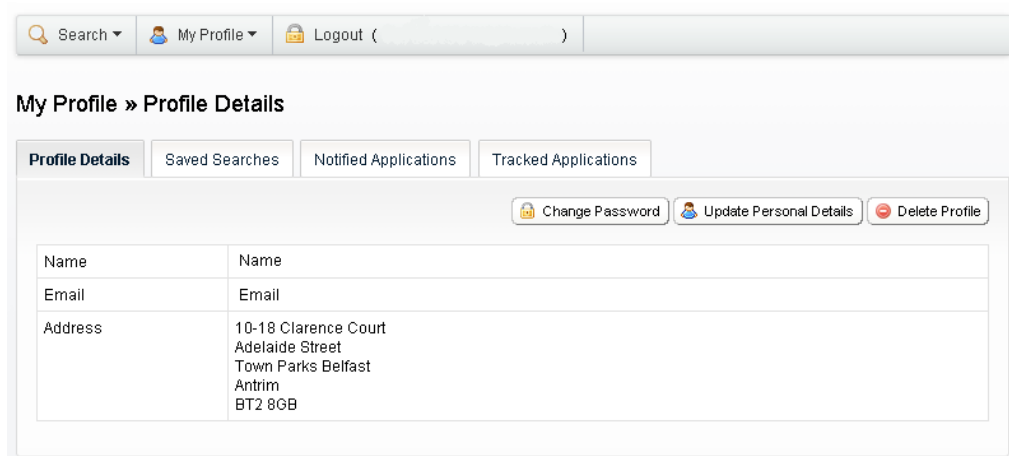 Search My Profile Logout ( )
My Profile » Profile Details
Profile Details Saved Searches Notified Applications Tracked Applications
Change Password Update Personal Details Delete Profile
Name Name
Email Email
Address 10-18 Clarence Court
Adelaide Street
Town Parks Belfast
Antrim
BT2 8GB